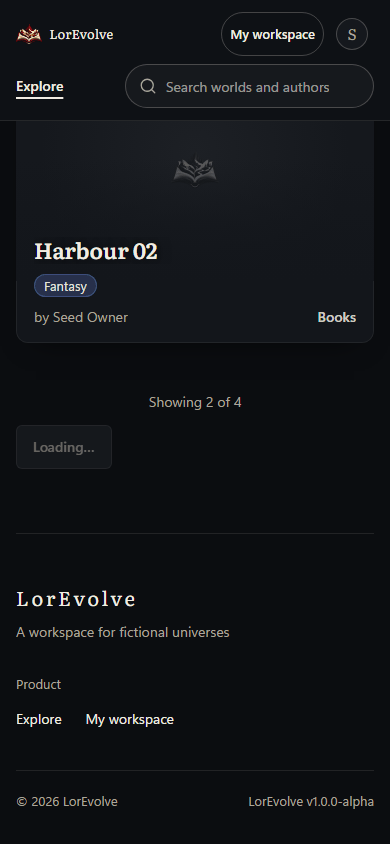 LorEvolve
My workspace
S
Explore
Search worlds and authors
Harbour 02
Fantasy
by Seed Owner
Books
Showing 2 of 4
Loading...
LorEvolve
A workspace for fictional universes
Product
Explore
My workspace
© 2026 LorEvolve
LorEvolve v1.0.0-alpha